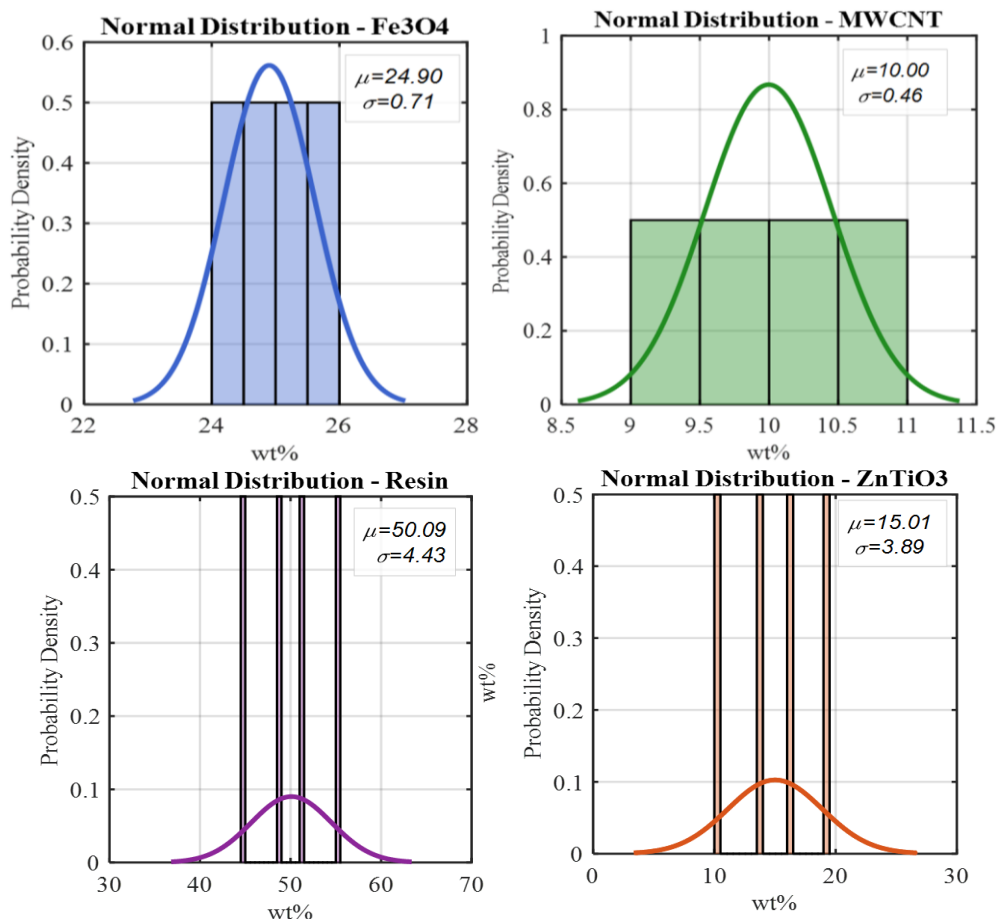 Normal Distribution - Fe3O4
0.6
0.5
0.4
0.3
0.2
0.1
0
Probability Density
μ=24.90
σ=0.71
22 24 26 28
wt%
Normal Distribution - MWCNT
1
0.8
0.6
0.4
0.2
0
Probability Density
μ=10.00
σ=0.46
8.5 9 9.5 10 10.5 11 11.5
wt%
Normal Distribution - Resin
0.5
0.4
0.3
0.2
0.1
0
Probability Density
μ=50.09
σ=4.43
30 40 50 60 70
wt%
wt%
Normal Distribution - ZnTiO3
0.5
0.4
0.3
0.2
0.1
0
Probability Density
μ=15.01
σ=3.89
0 10 20 30
wt%